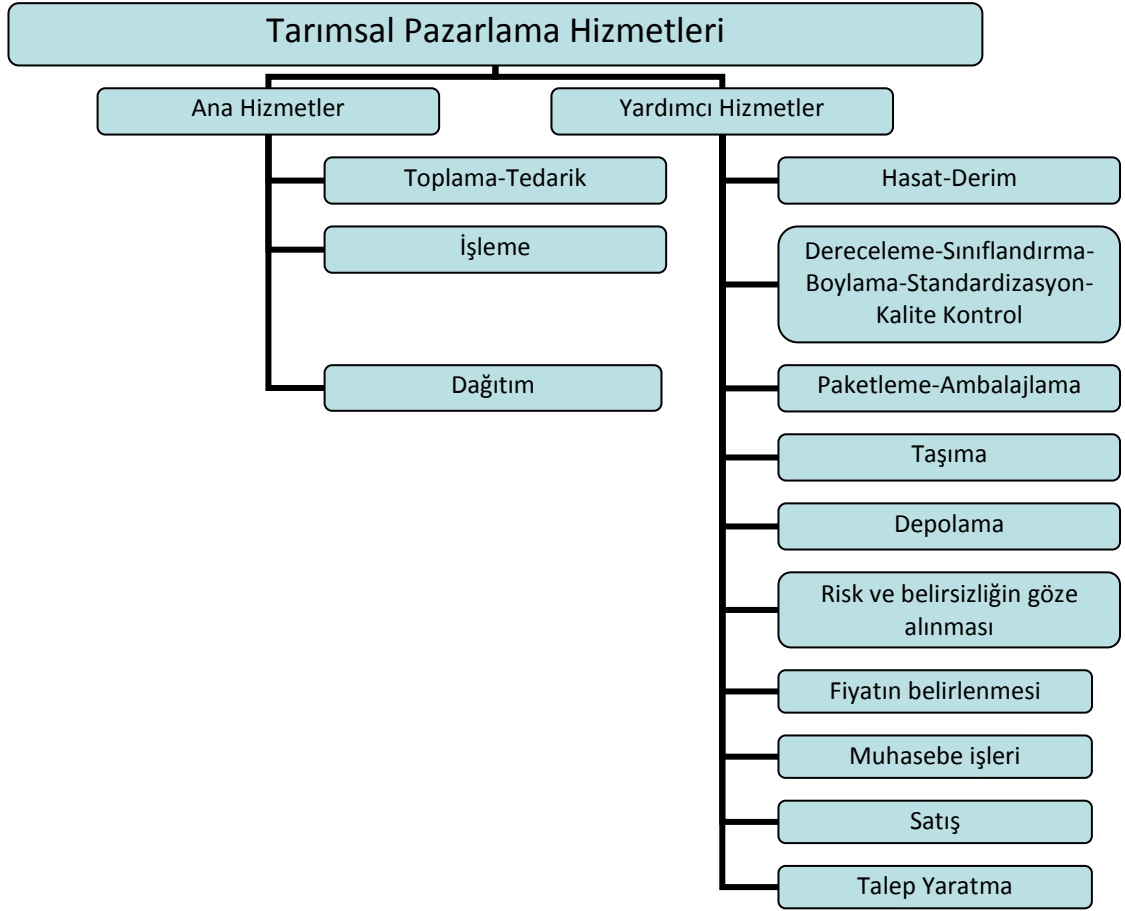 Tarımsal Pazarlama Hizmetleri
Ana Hizmetler
Yardımcı Hizmetler
Toplama-Tedarik
İşleme
Dağıtım
Hasat-Derim
Dereceleme-Sınıflandırma-
Boylama-Standardizasyon-
Kalite Kontrol
Paketleme-Ambalajlama
Taşıma
Depolama
Risk ve belirsizliğin göze
alınması
Fiyatın belirlenmesi
Muhasebe işleri
Satış
Talep Yaratma